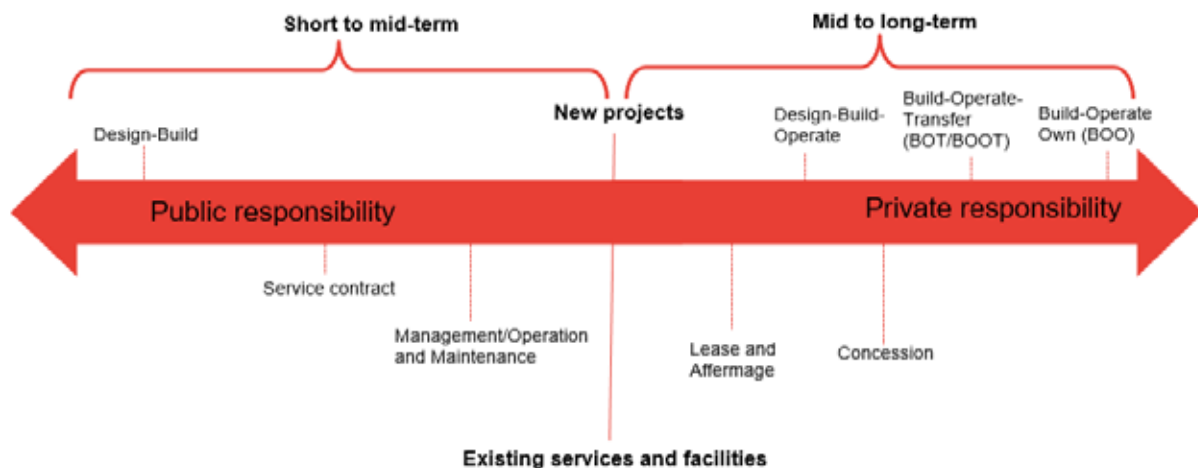 Short to mid-term
Mid to long-term
New projects
Design-Build
Design-Build-
Operate
Build-Operate-
Transfer
(BOT/BOOT)
Build-Operate
Own (BOO)
Public responsibility
Private responsibility
Service contract
Management/Operation
and Maintenance
Lease and
Affermage
Concession
Existing services and facilities